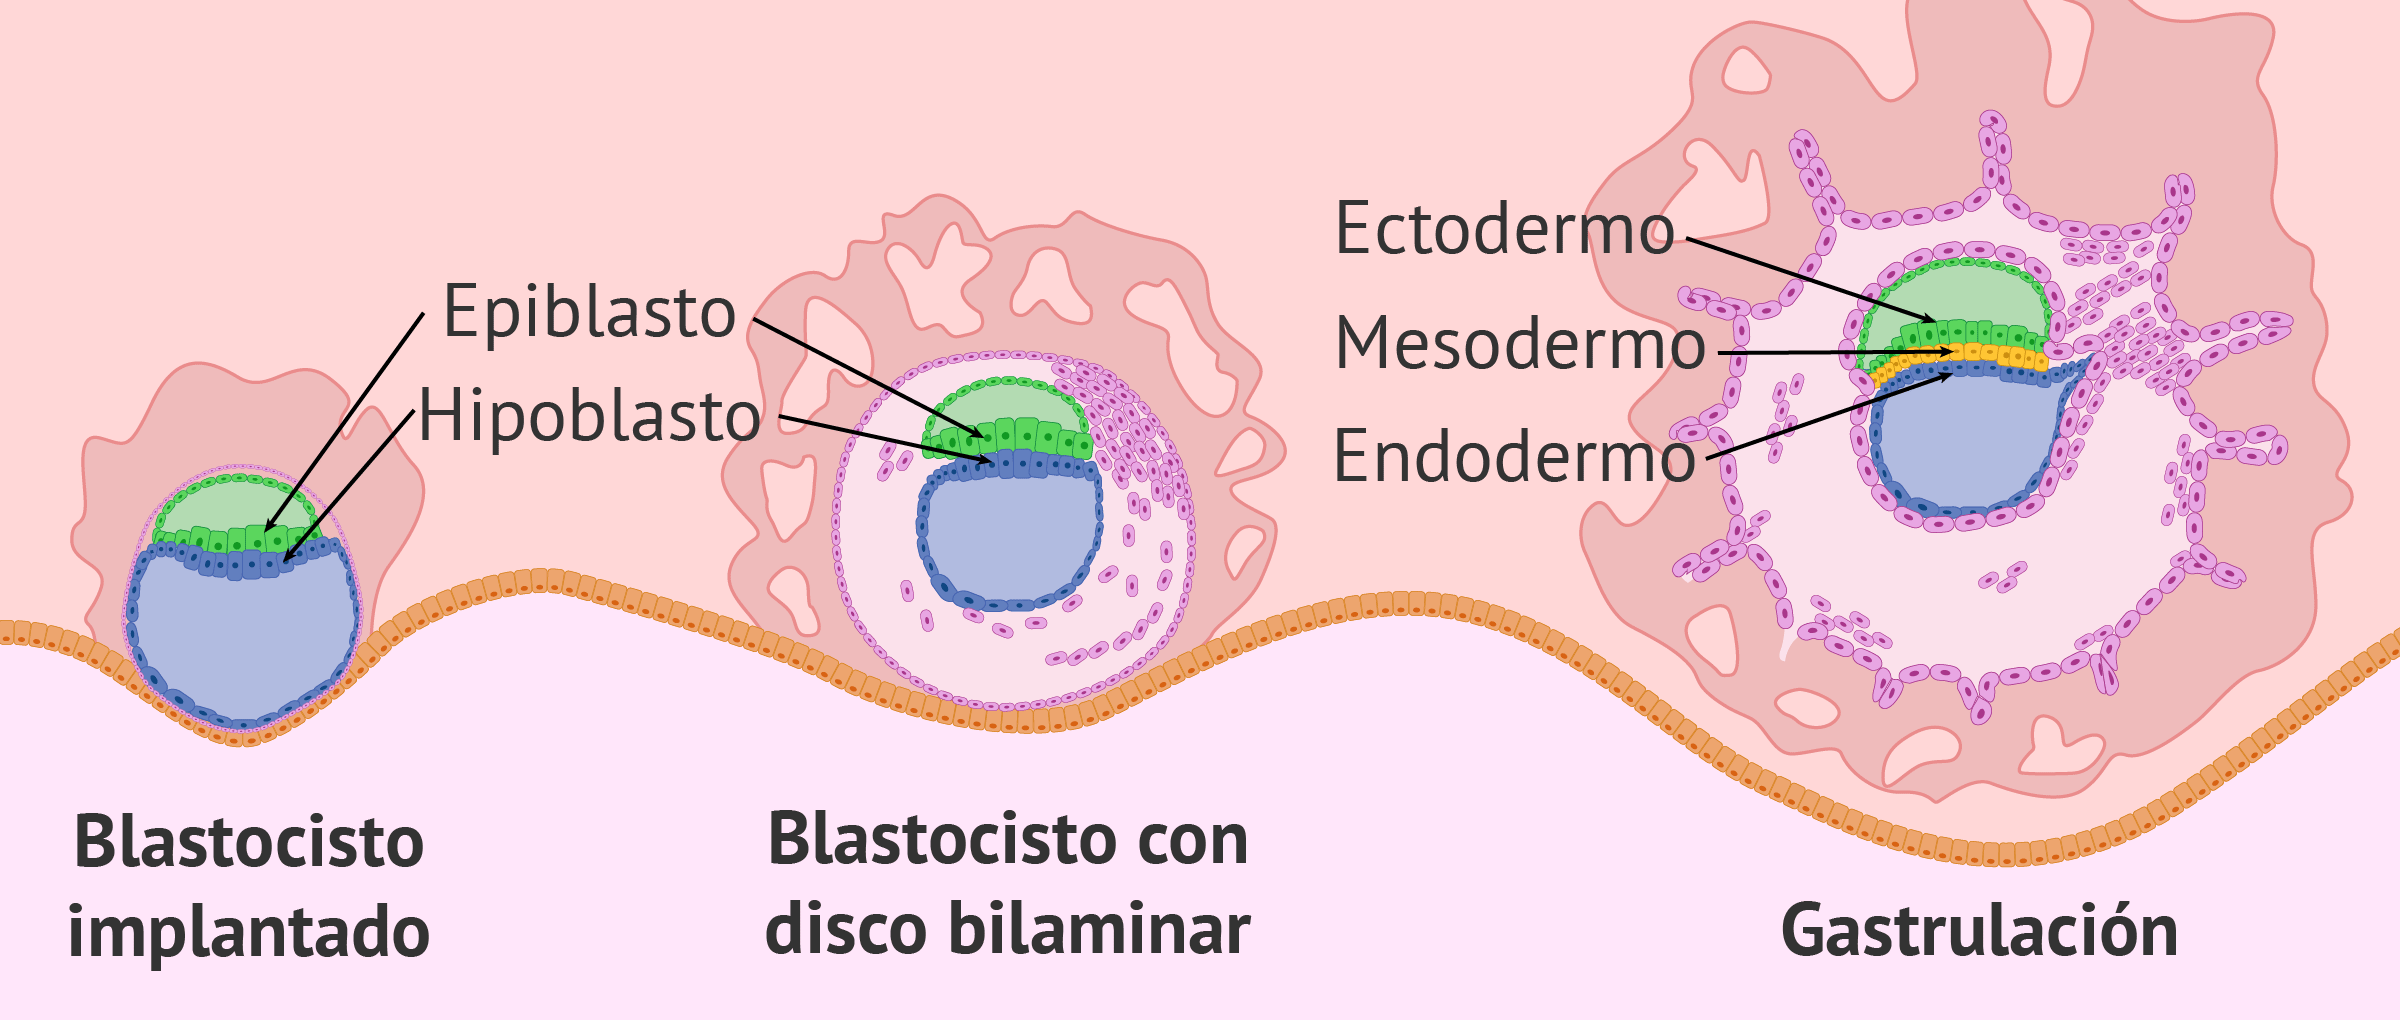 Epiblasto
Hipoblasto
Ectodermo
Mesodermo
Endodermo
Blastocisto
implantado
Blastocisto con
disco bilaminar
Gastrulación